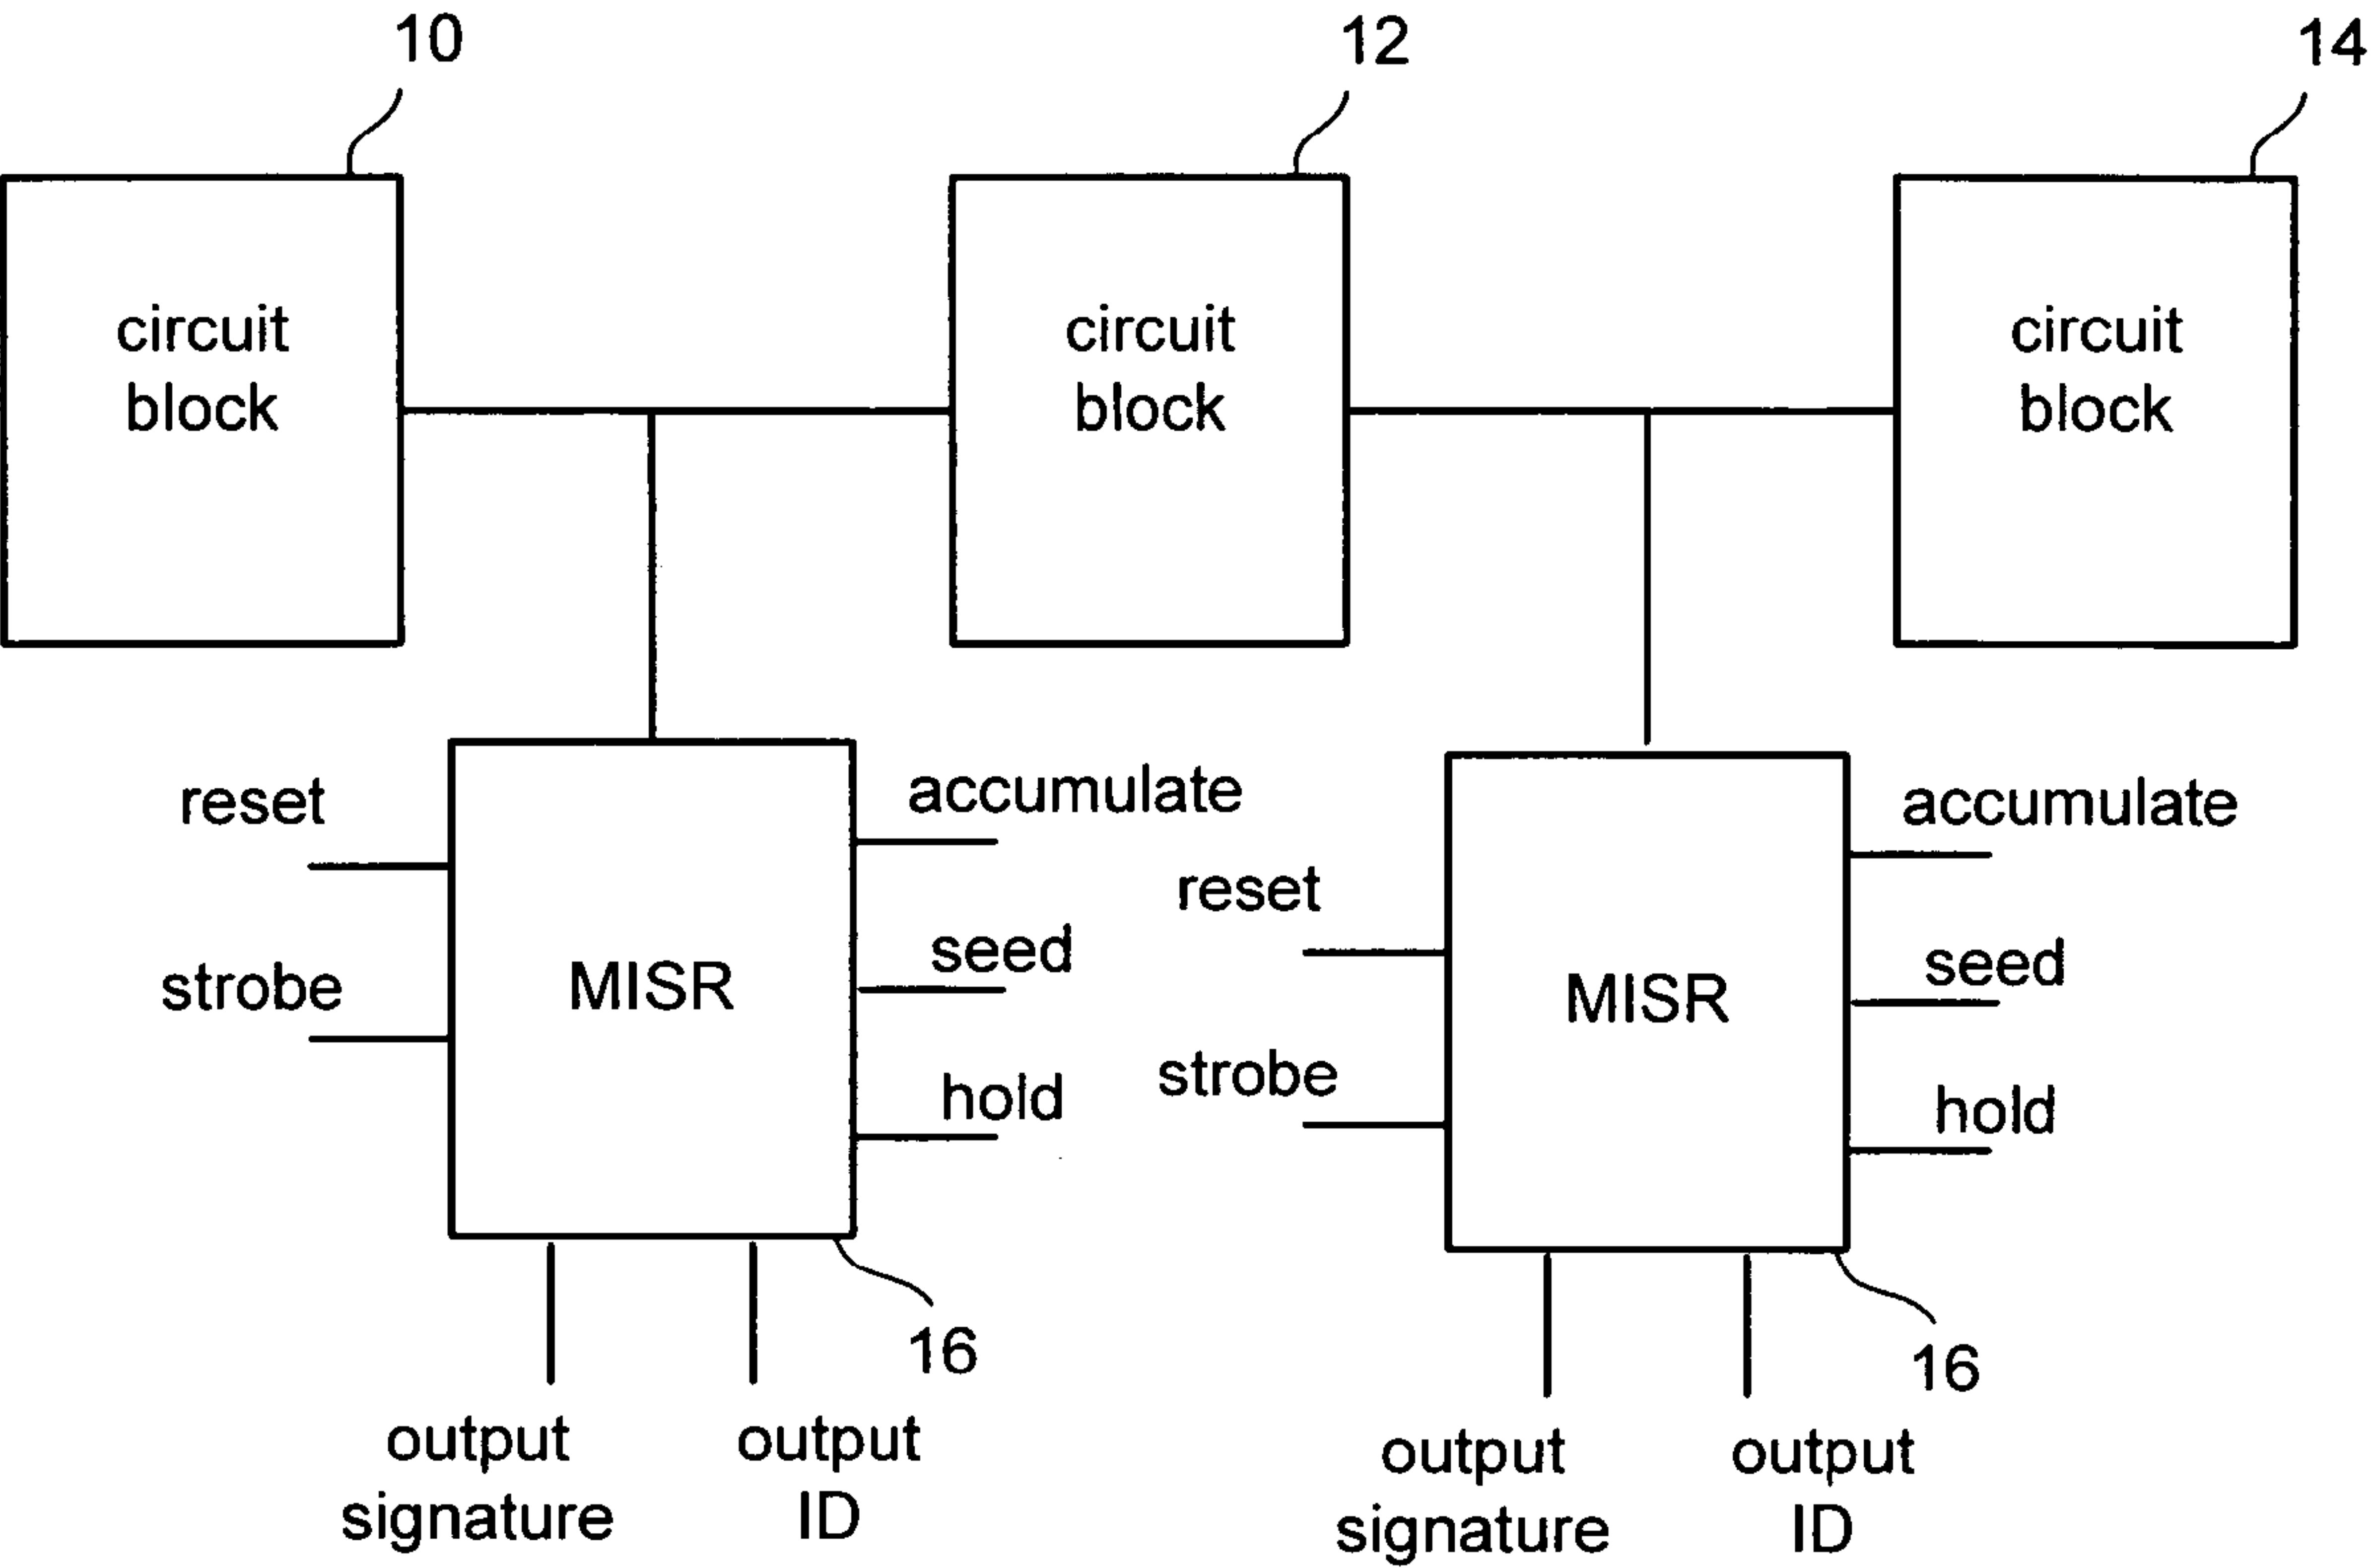 10
12
14
circuit
block
circuit
block
circuit
block
reset
strobe
MISR
accumulate
seed
hold
16
output
signature
output
ID
reset
strobe
MISR
accumulate
seed
hold
16
output
signature
output
ID